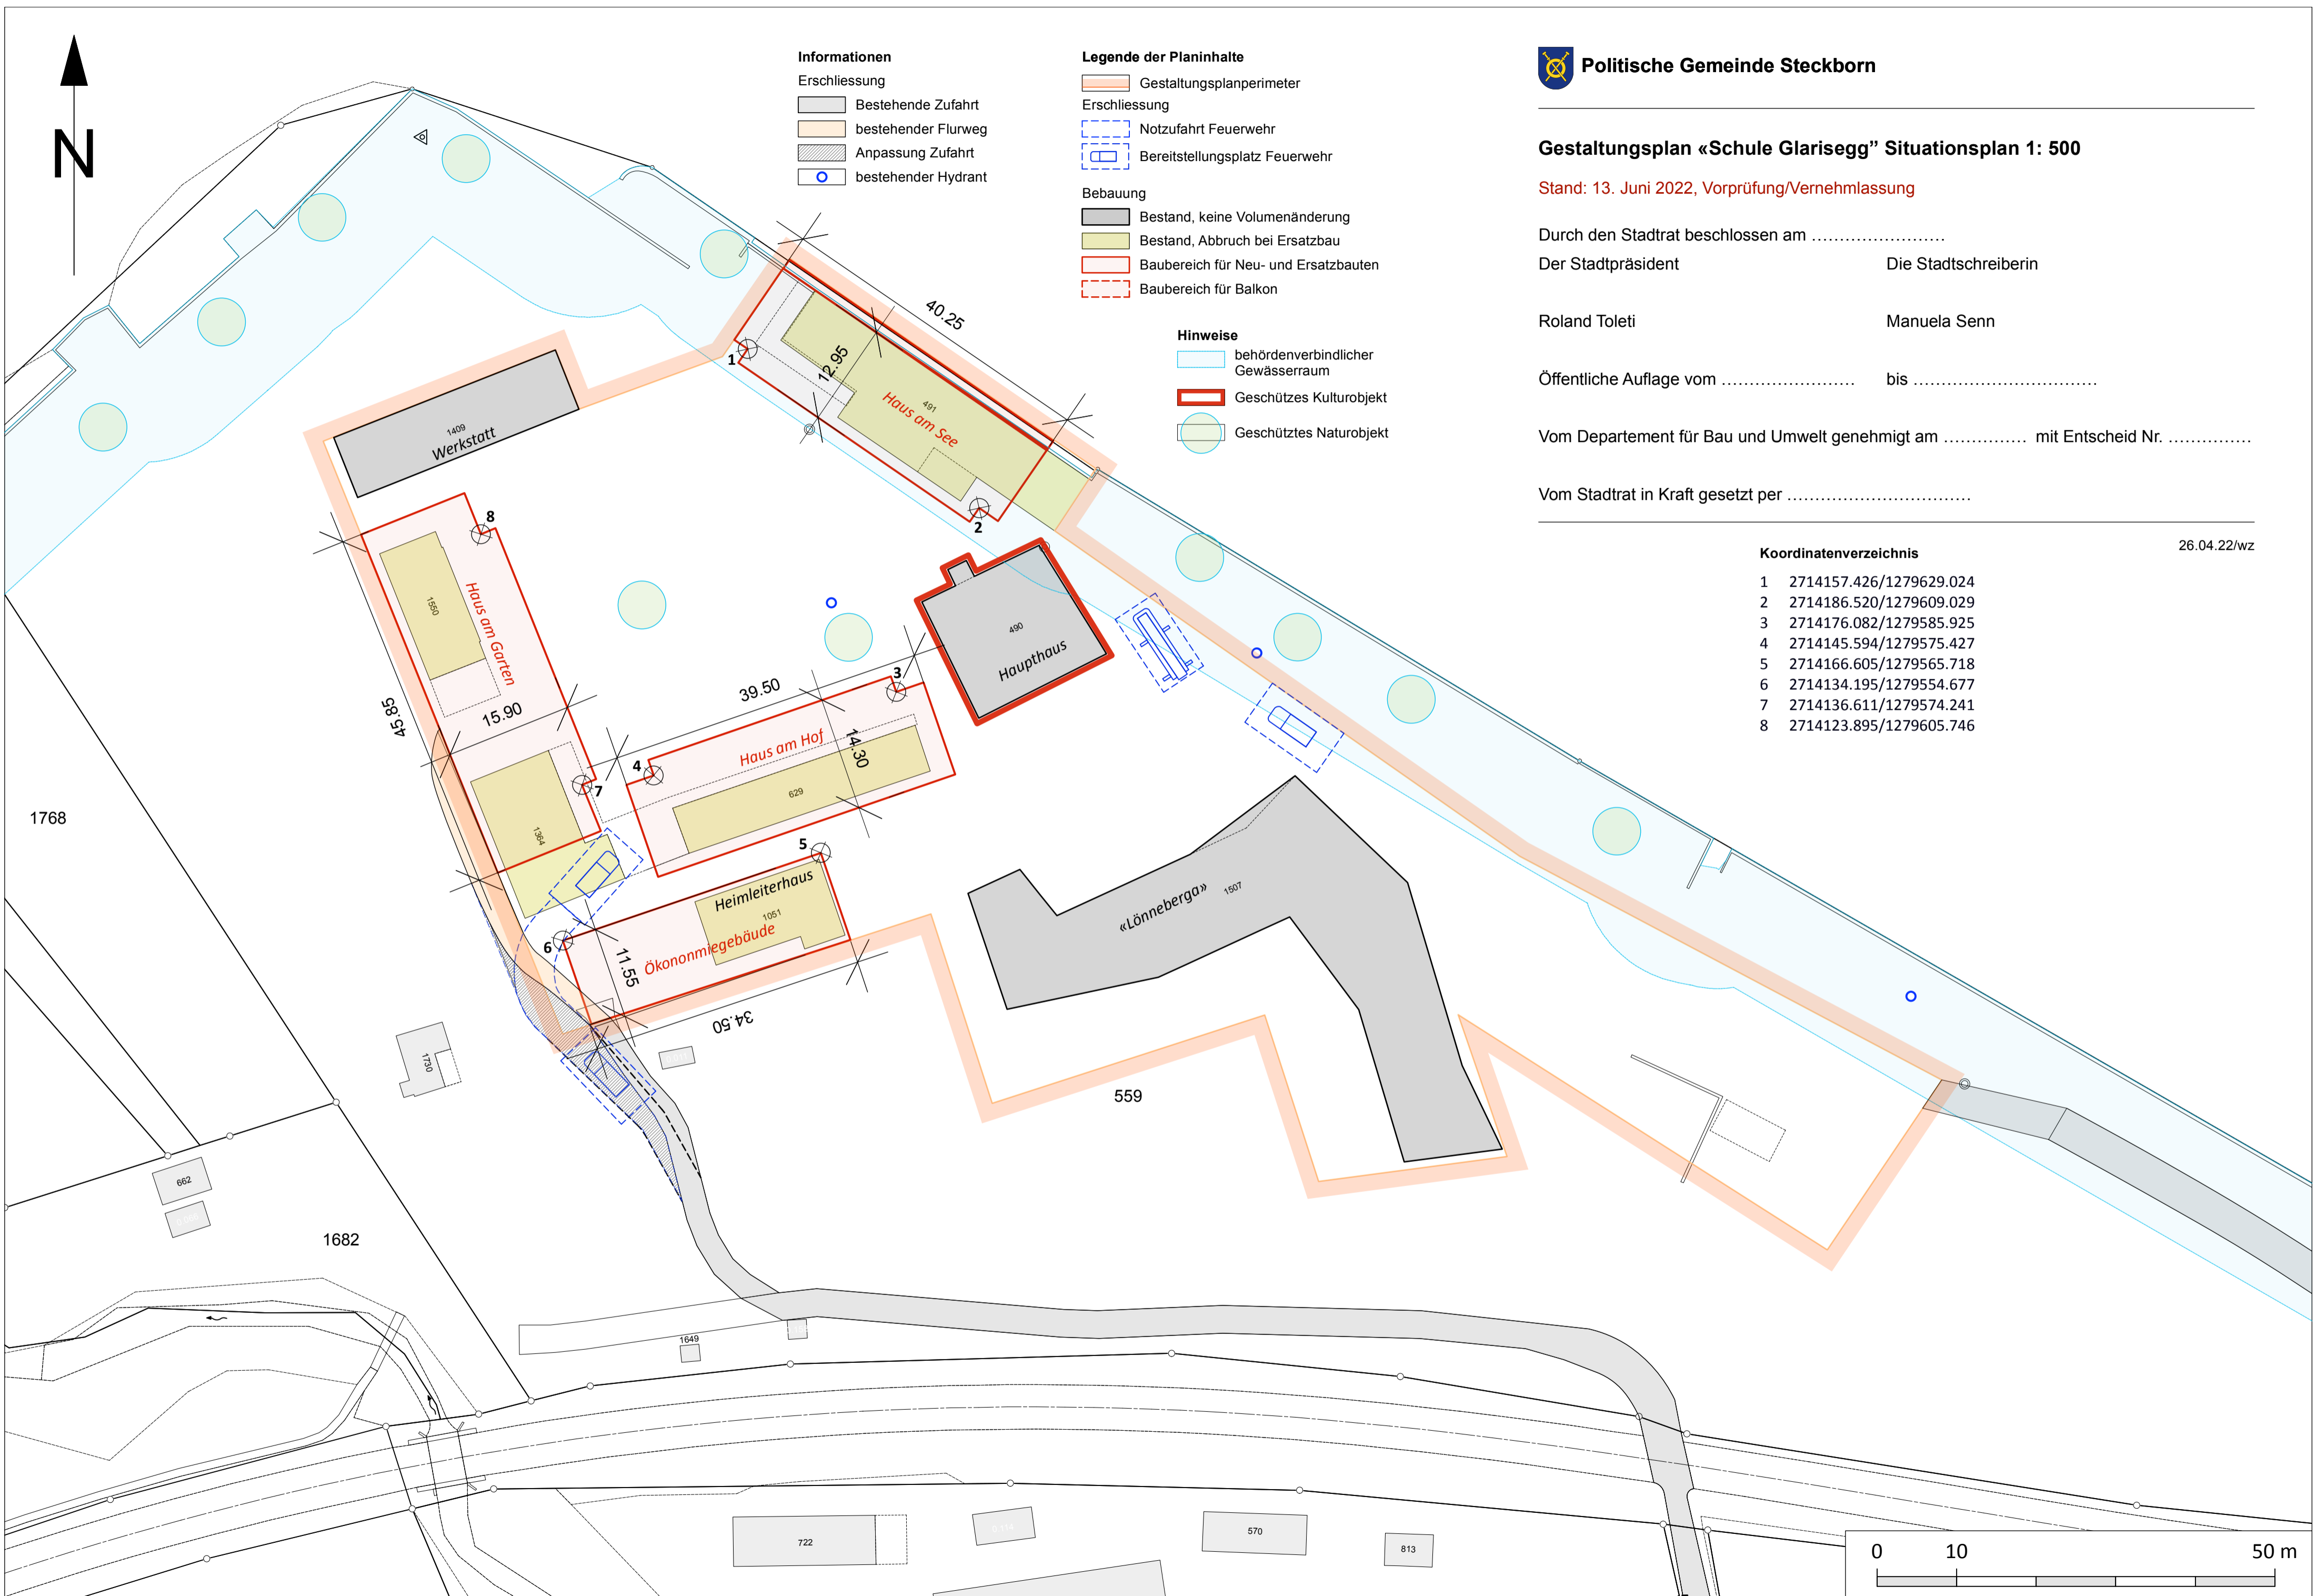 N
Informationen
Erschliessung
Bestehende Zufahrt
bestehender Flurweg
Anpassung Zufahrt
bestehender Hydrant
Legende der Planinhalte
Gestaltungsplanperimeter
Erschliessung
Notzufahrt Feuerwehr
Bereitstellungsplatz Feuerwehr
Bebauung
Bestand, keine Volumenänderung
Bestand, Abbruch bei Ersatzbau
Baubereich für Neu- und Ersatzbauten
Baubereich für Balkon
Hinweise
behördenverbindlicher
Gewässerraum
Geschützes Kulturobjekt
Geschütztes Naturobjekt
Politische Gemeinde Steckborn
Gestaltungsplan «Schule Glarisegg” Situationsplan 1: 500
Stand: 13. Juni 2022, Vorprüfung/Vernehmlassung
Durch den Stadtrat beschlossen am ........................
Der Stadtpräsident Die Stadtschreiberin
Roland Toleti Manuela Senn
Öffentliche Auflage vom ........................ bis .................................
Vom Departement für Bau und Umwelt genehmigt am ............... mit Entscheid Nr. ...............
Vom Stadtrat in Kraft gesetzt per .................................
26.04.22/wz
Koordinatenverzeichnis
1 2714157.426/1279629.024
2 2714186.520/1279609.029
3 2714176.082/1279585.925
4 2714145.594/1279575.427
5 2714166.605/1279565.718
6 2714134.195/1279554.677
7 2714136.611/1279574.241
8 2714123.895/1279605.746
40.25
1
12.95
491
Haus am See
2
1409
Werkstatt
8
1550
Haus am Garten
45.85
15.90
7
1364
490
Haupthaus
39.50
3
4
Haus am Hof
14.30
629
5
Heimleiterhaus
1051
6
Ökononmiegebäude
11.55
34.50
«Lönneberga»
1507
1768
1730
559
662
1682
1649
722
570
813
0 10 50 m